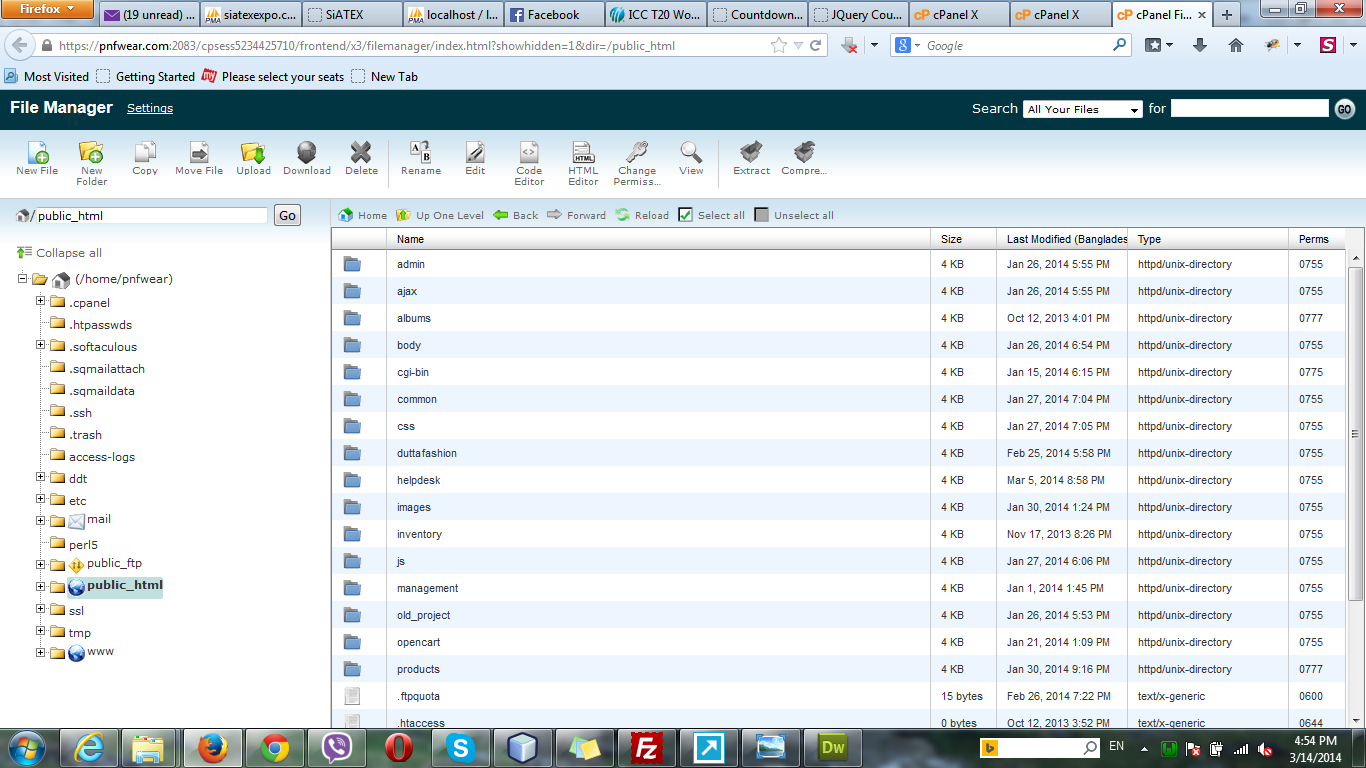 Firefox
(19 unread) ...
siatexexpo.c...
SiATEX
localhost / l...
Facebook
ICC T20 Wo...
Countdown...
JQuery Cou...
cPanel X
cPanel X
cPanel Fi...
https://pnfwear.com:2083/cpsess5234425710/frontend/x3/filemanager/index.html?showhidden=1&dir=/public_html
Google
Most Visited Getting Started Please select your seats New Tab
File Manager Settings
Search All Your Files for GO
New File
New Folder
Copy
Move File
Upload
Download
Delete
Rename
Edit
Code Editor
HTML Editor
Change Permiss...
View
Extract
Compre...
/ public_html Go
Home Up One Level Back Forward Reload Select all Unselect all
Collapse all
(/home/pnfwear)
.cpanel
.htpasswds
.softaculous
.sqmailattach
.sqmaildata
.ssh
.trash
access-logs
ddt
etc
mail
perl5
public_ftp
public_html
ssl
tmp
www
Name Size Last Modified (Banglades Type Perms
admin 4 KB Jan 26, 2014 5:55 PM httpd/unix-directory 0755
ajax 4 KB Jan 26, 2014 5:55 PM httpd/unix-directory 0755
albums 4 KB Oct 12, 2013 4:01 PM httpd/unix-directory 0777
body 4 KB Jan 26, 2014 6:54 PM httpd/unix-directory 0755
cgi-bin 4 KB Jan 15, 2014 6:15 PM httpd/unix-directory 0775
common 4 KB Jan 27, 2014 7:04 PM httpd/unix-directory 0755
css 4 KB Jan 27, 2014 7:05 PM httpd/unix-directory 0755
duttafashion 4 KB Feb 25, 2014 5:58 PM httpd/unix-directory 0755
helpdesk 4 KB Mar 5, 2014 8:58 PM httpd/unix-directory 0755
images 4 KB Jan 30, 2014 1:24 PM httpd/unix-directory 0755
inventory 4 KB Nov 17, 2013 8:26 PM httpd/unix-directory 0755
js 4 KB Jan 27, 2014 6:06 PM httpd/unix-directory 0755
management 4 KB Jan 1, 2014 1:45 PM httpd/unix-directory 0755
old_project 4 KB Jan 26, 2014 5:53 PM httpd/unix-directory 0755
opencart 4 KB Jan 21, 2014 1:09 PM httpd/unix-directory 0755
products 4 KB Jan 30, 2014 9:16 PM httpd/unix-directory 0777
.ftpquota 15 bytes Feb 26, 2014 7:22 PM text/x-generic 0600
.htaccess 0 bytes Oct 12, 2013 3:52 PM text/x-generic 0644
EN
4:54 PM
3/14/2014